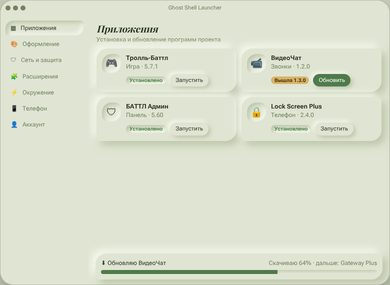 Ghost Shell Launcher
Приложения
Оформление
Сеть и защита
Расширения
Окружение
Телефон
Аккаунт
Приложения
Установка и обновление программ проекта
Тролль-Баттл
Игра · 5.7.1
Установлено Запустить
ВидеоЧат
Звонки · 1.2.0
Вышла 1.3.0 Обновить
БАТТЛ Админ
Панель · 5.60
Установлено Запустить
Lock Screen Plus
Телефон · 2.4.0
Установлено Запустить
⬇ Обновляю ВидеоЧат
Скачиваю 64% · дальше: Gateway Plus